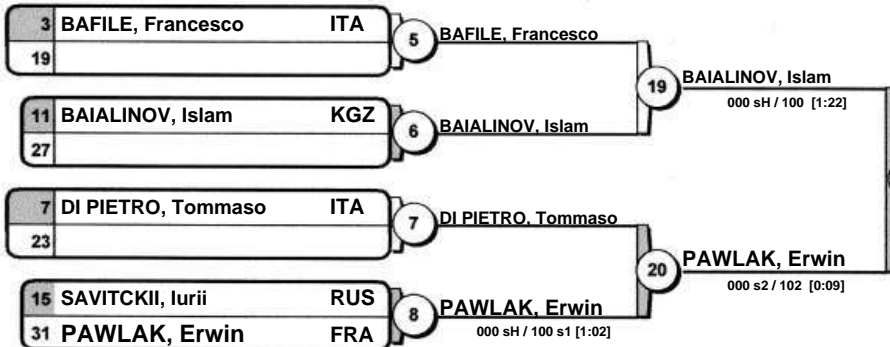 3 BAFILE, Francesco ITA
19
5
BAFILE, Francesco
11 BAIALINOV, Islam KGZ
27
6
BAIALINOV, Islam
19
BAIALINOV, Islam
000 sH / 100 [1:22]
7 DI PIETRO, Tommaso ITA
23
7
DI PIETRO, Tommaso
15 SAVITCKII, Iurii RUS
31 PAWLAK, Erwin FRA
8
PAWLAK, Erwin
000 sH / 100 s1 [1:02]
20
PAWLAK, Erwin
000 s2 / 102 [0:09]